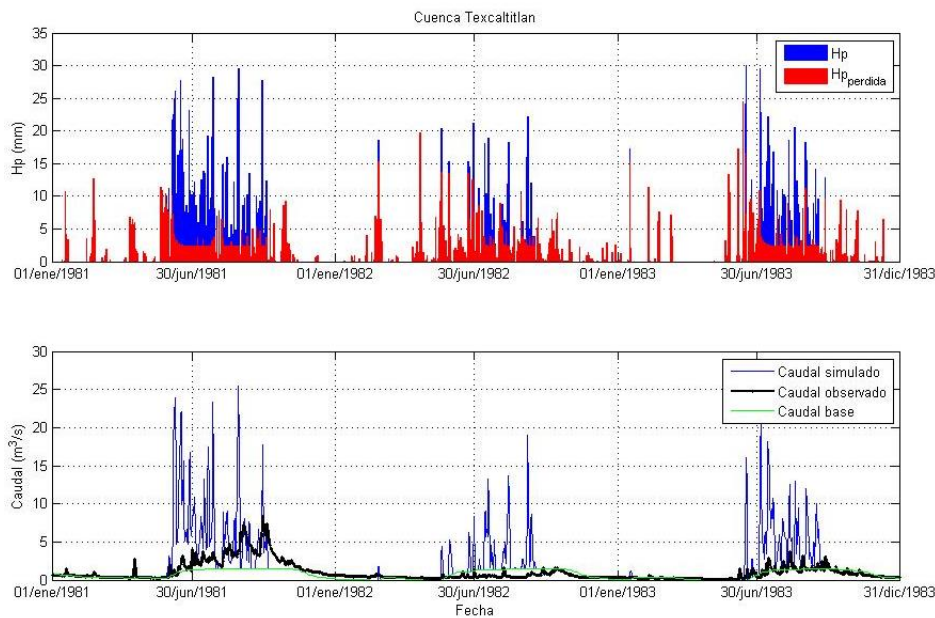 Cuenca Texcaltitlan
35
30
25
20
15
10
5
0
Hp (mm)
Hp
Hp perdida
01/ene/1981 30/jun/1981 01/ene/1982 30/jun/1982 01/ene/1983 30/jun/1983 31/dic/1983
30
25
20
15
10
5
0
Caudal (m³/s)
Caudal simulado
Caudal observado
Caudal base
01/ene/1981 30/jun/1981 01/ene/1982 30/jun/1982 01/ene/1983 30/jun/1983 31/dic/1983
Fecha